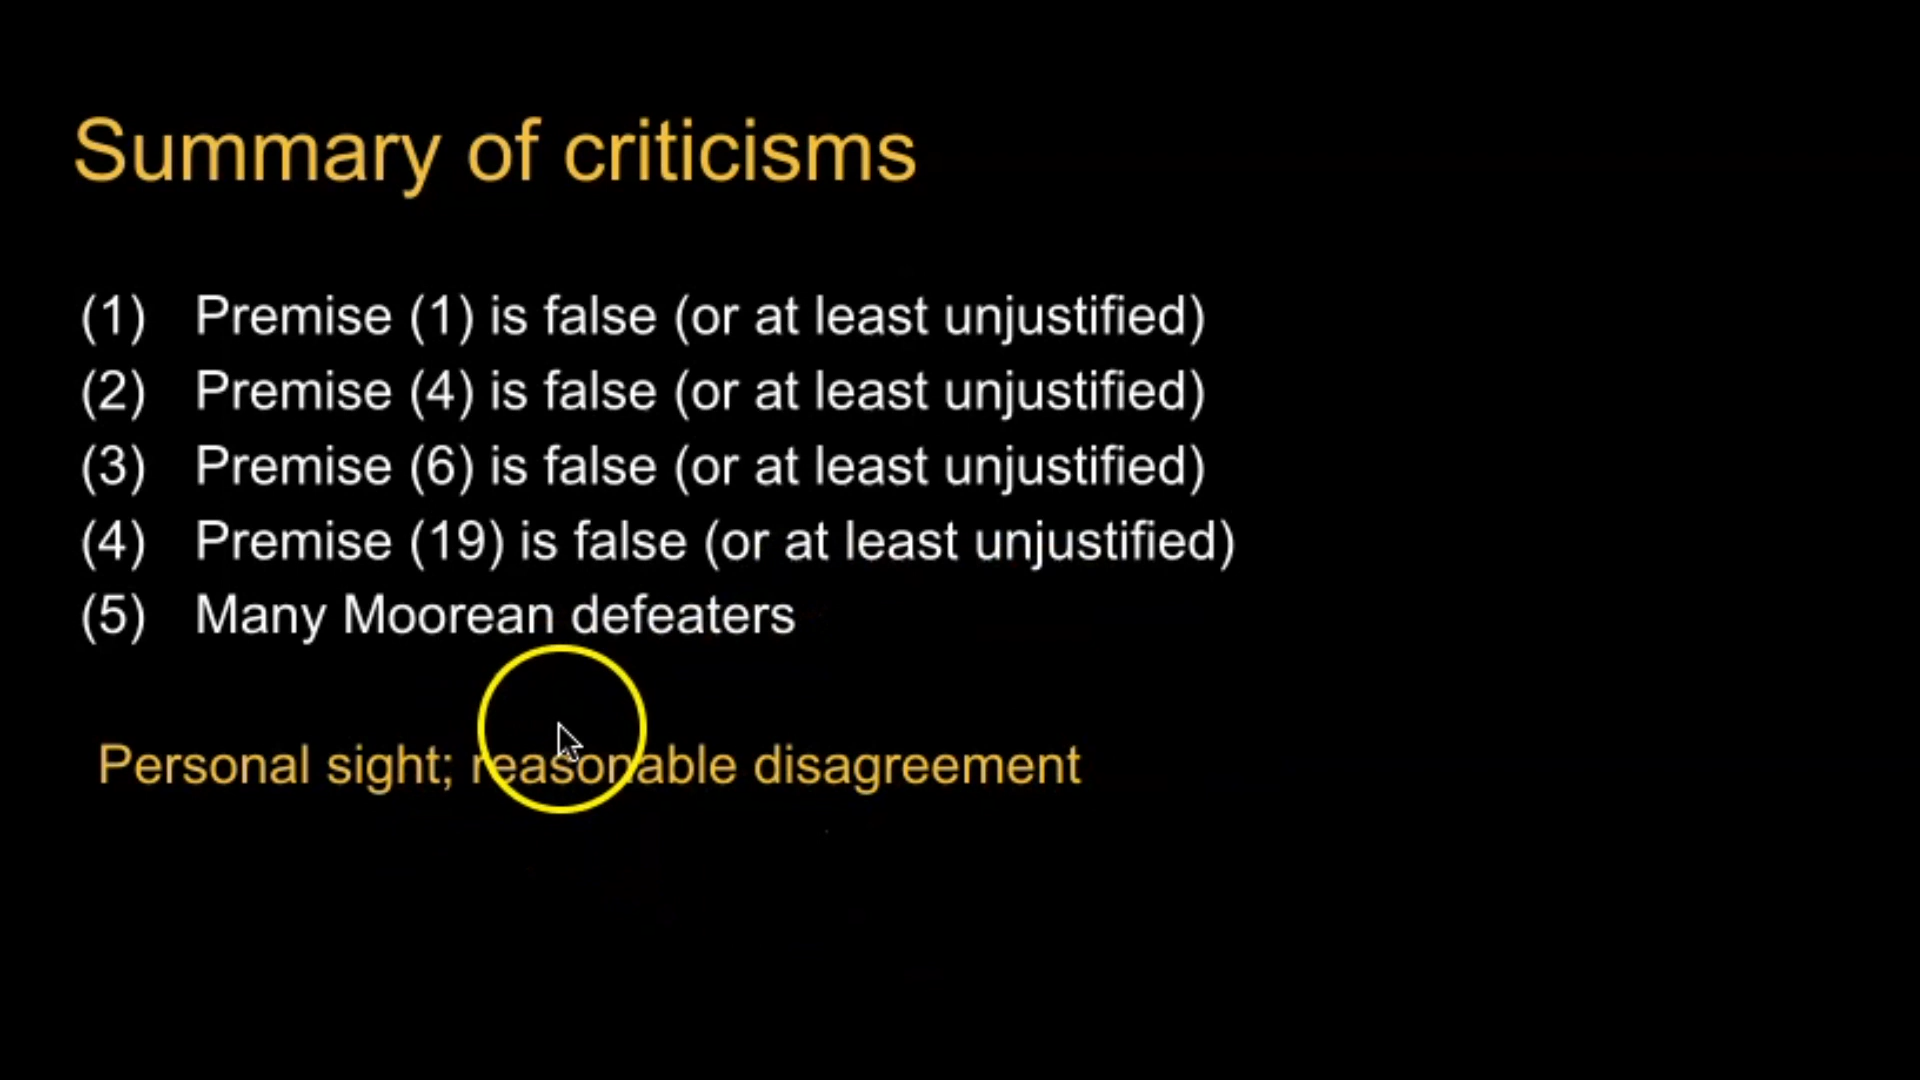 Summary of criticisms
(1) Premise (1) is false (or at least unjustified)
(2) Premise (4) is false (or at least unjustified)
(3) Premise (6) is false (or at least unjustified)
(4) Premise (19) is false (or at least unjustified)
(5) Many Moorean defeaters
Personal sight; reasonable disagreement